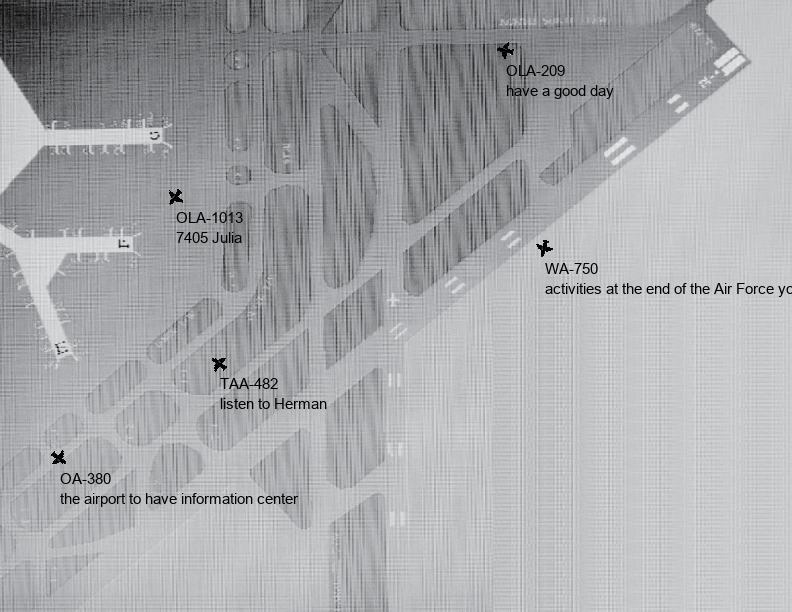 OLA-209
have a good day
G
OLA-1013
7405 Julia
F
WA-750
activities at the end of the Air Force yo
TAA-482
listen to Herman
OA-380
the airport to have information center